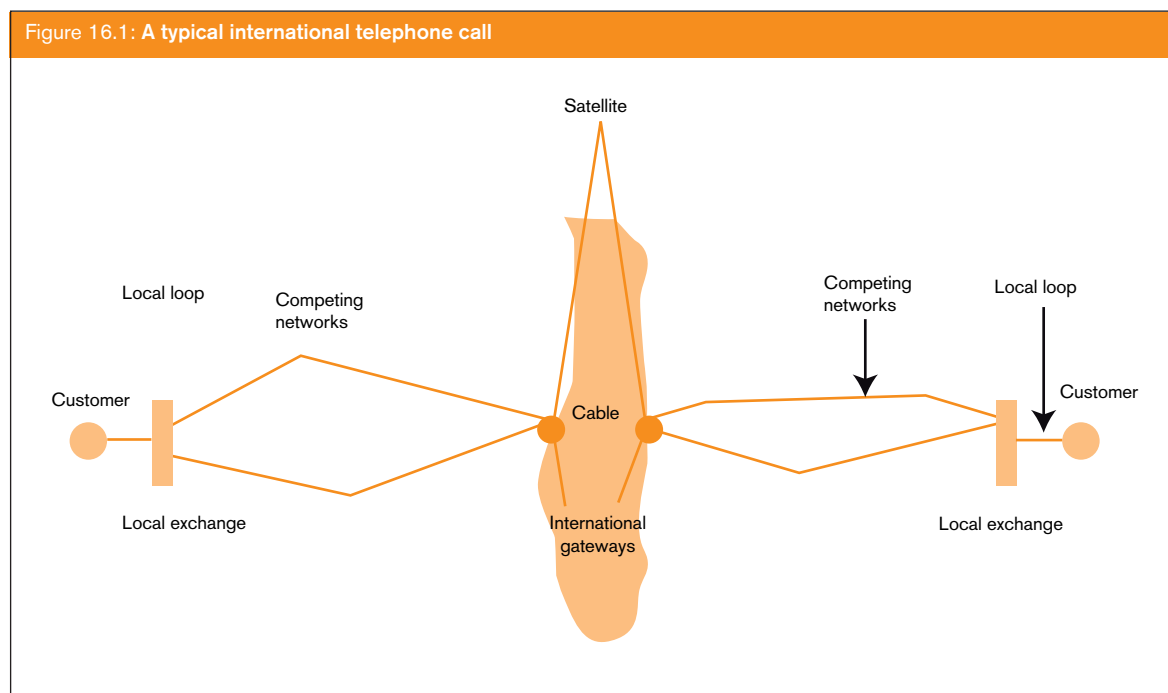 Figure 16.1: A typical international telephone call
Satellite
Local loop
Competing
networks
Competing
networks
Local loop
Customer
Cable
Customer
Local exchange
International
gateways
Local exchange